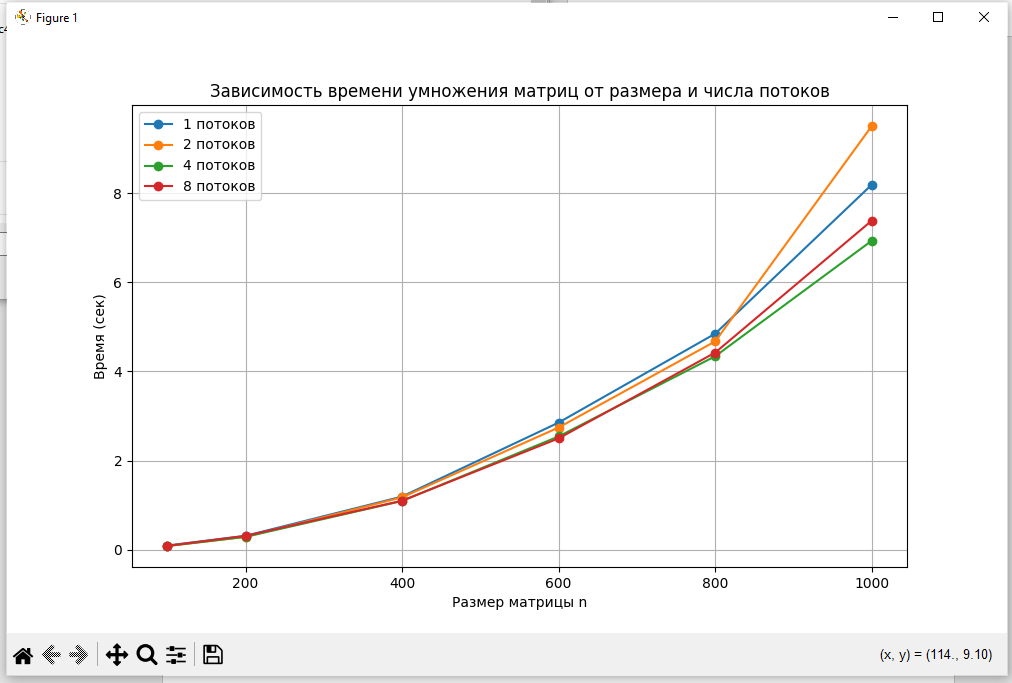 Figure 1
Зависимость времени умножения матриц от размера и числа потоков
1 потоков
2 потоков
4 потоков
8 потоков
8
6
4
2
0
Время (сек)
200 400 600 800 1000
Размер матрицы n
(x, y) = (114., 9.10)